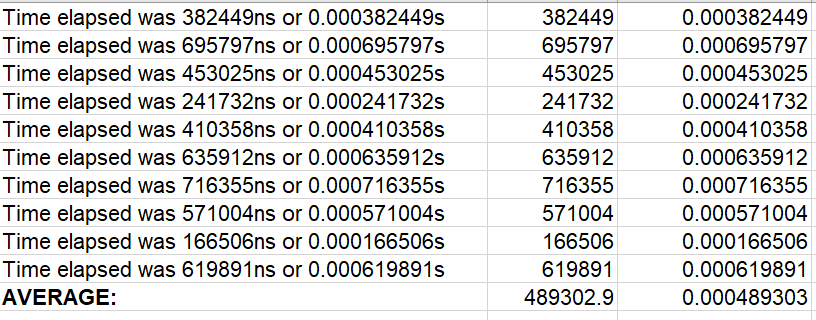 Time elapsed was 382449ns or 0.000382449s 382449 0.000382449
Time elapsed was 695797ns or 0.000695797s 695797 0.000695797
Time elapsed was 453025ns or 0.000453025s 453025 0.000453025
Time elapsed was 241732ns or 0.000241732s 241732 0.000241732
Time elapsed was 410358ns or 0.000410358s 410358 0.000410358
Time elapsed was 635912ns or 0.000635912s 635912 0.000635912
Time elapsed was 716355ns or 0.000716355s 716355 0.000716355
Time elapsed was 571004ns or 0.000571004s 571004 0.000571004
Time elapsed was 166506ns or 0.000166506s 166506 0.000166506
Time elapsed was 619891ns or 0.000619891s 619891 0.000619891
AVERAGE: 489302.9 0.000489303